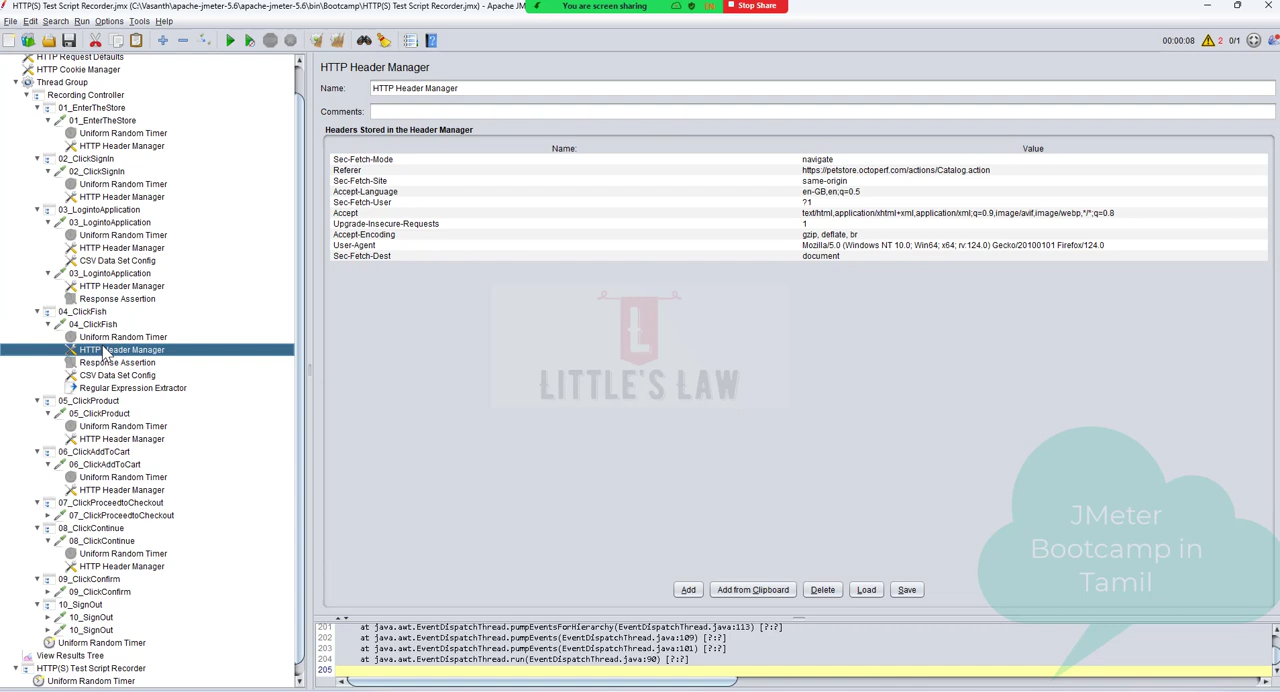 HTTP(S) Test Script Recorder.jmx (C:\Vasanth\apache-jmeter-5.6\apache-jmeter-5.6\bin\Bootcamp\HTTP(S) Test Script Recorder.jmx) - Apache JM
You are screen sharing
EN
Stop Share
File Edit Search Run Options Tools Help
00:00:08 2 0/1
HTTP Request Defaults
HTTP Cookie Manager
Thread Group
Recording Controller
01_EnterTheStore
01_EnterTheStore
Uniform Random Timer
HTTP Header Manager
02_ClickSignIn
02_ClickSignIn
Uniform Random Timer
HTTP Header Manager
03_LogintoApplication
03_LogintoApplication
Uniform Random Timer
HTTP Header Manager
CSV Data Set Config
03_LogintoApplication
HTTP Header Manager
Response Assertion
04_ClickFish
04_ClickFish
Uniform Random Timer
HTTP Header Manager
Response Assertion
CSV Data Set Config
Regular Expression Extractor
05_ClickProduct
05_ClickProduct
Uniform Random Timer
HTTP Header Manager
06_ClickAddToCart
06_ClickAddToCart
Uniform Random Timer
HTTP Header Manager
07_ClickProceedtoCheckout
07_ClickProceedtoCheckout
08_ClickContinue
08_ClickContinue
Uniform Random Timer
HTTP Header Manager
09_ClickConfirm
09_ClickConfirm
10_SignOut
10_SignOut
10_SignOut
Uniform Random Timer
View Results Tree
HTTP(S) Test Script Recorder
Uniform Random Timer
HTTP Header Manager
Name: HTTP Header Manager
Comments:
Headers Stored in the Header Manager
Name: Value
Sec-Fetch-Mode navigate
Referer https://petstore.octoperf.com/actions/Catalog.action
Sec-Fetch-Site same-origin
Accept-Language en-GB,en;q=0.5
Sec-Fetch-User ?1
Accept text/html,application/xhtml+xml,application/xml;q=0.9,image/avif,image/webp,*/*;q=0.8
Upgrade-Insecure-Requests 1
Accept-Encoding gzip, deflate, br
User-Agent Mozilla/5.0 (Windows NT 10.0; Win64; x64; rv:124.0) Gecko/20100101 Firefox/124.0
Sec-Fetch-Dest document
L
LITTLE'S LAW
JMeter
Bootcamp in
Tamil
Add Add from Clipboard Delete Load Save
201 at java.awt.EventDispatchThread.pumpEventsForHierarchy(EventDispatchThread.java:113) [?:?]
202 at java.awt.EventDispatchThread.pumpEvents(EventDispatchThread.java:109) [?:?]
203 at java.awt.EventDispatchThread.pumpEvents(EventDispatchThread.java:101) [?:?]
204 at java.awt.EventDispatchThread.run(EventDispatchThread.java:90) [?:?]
205